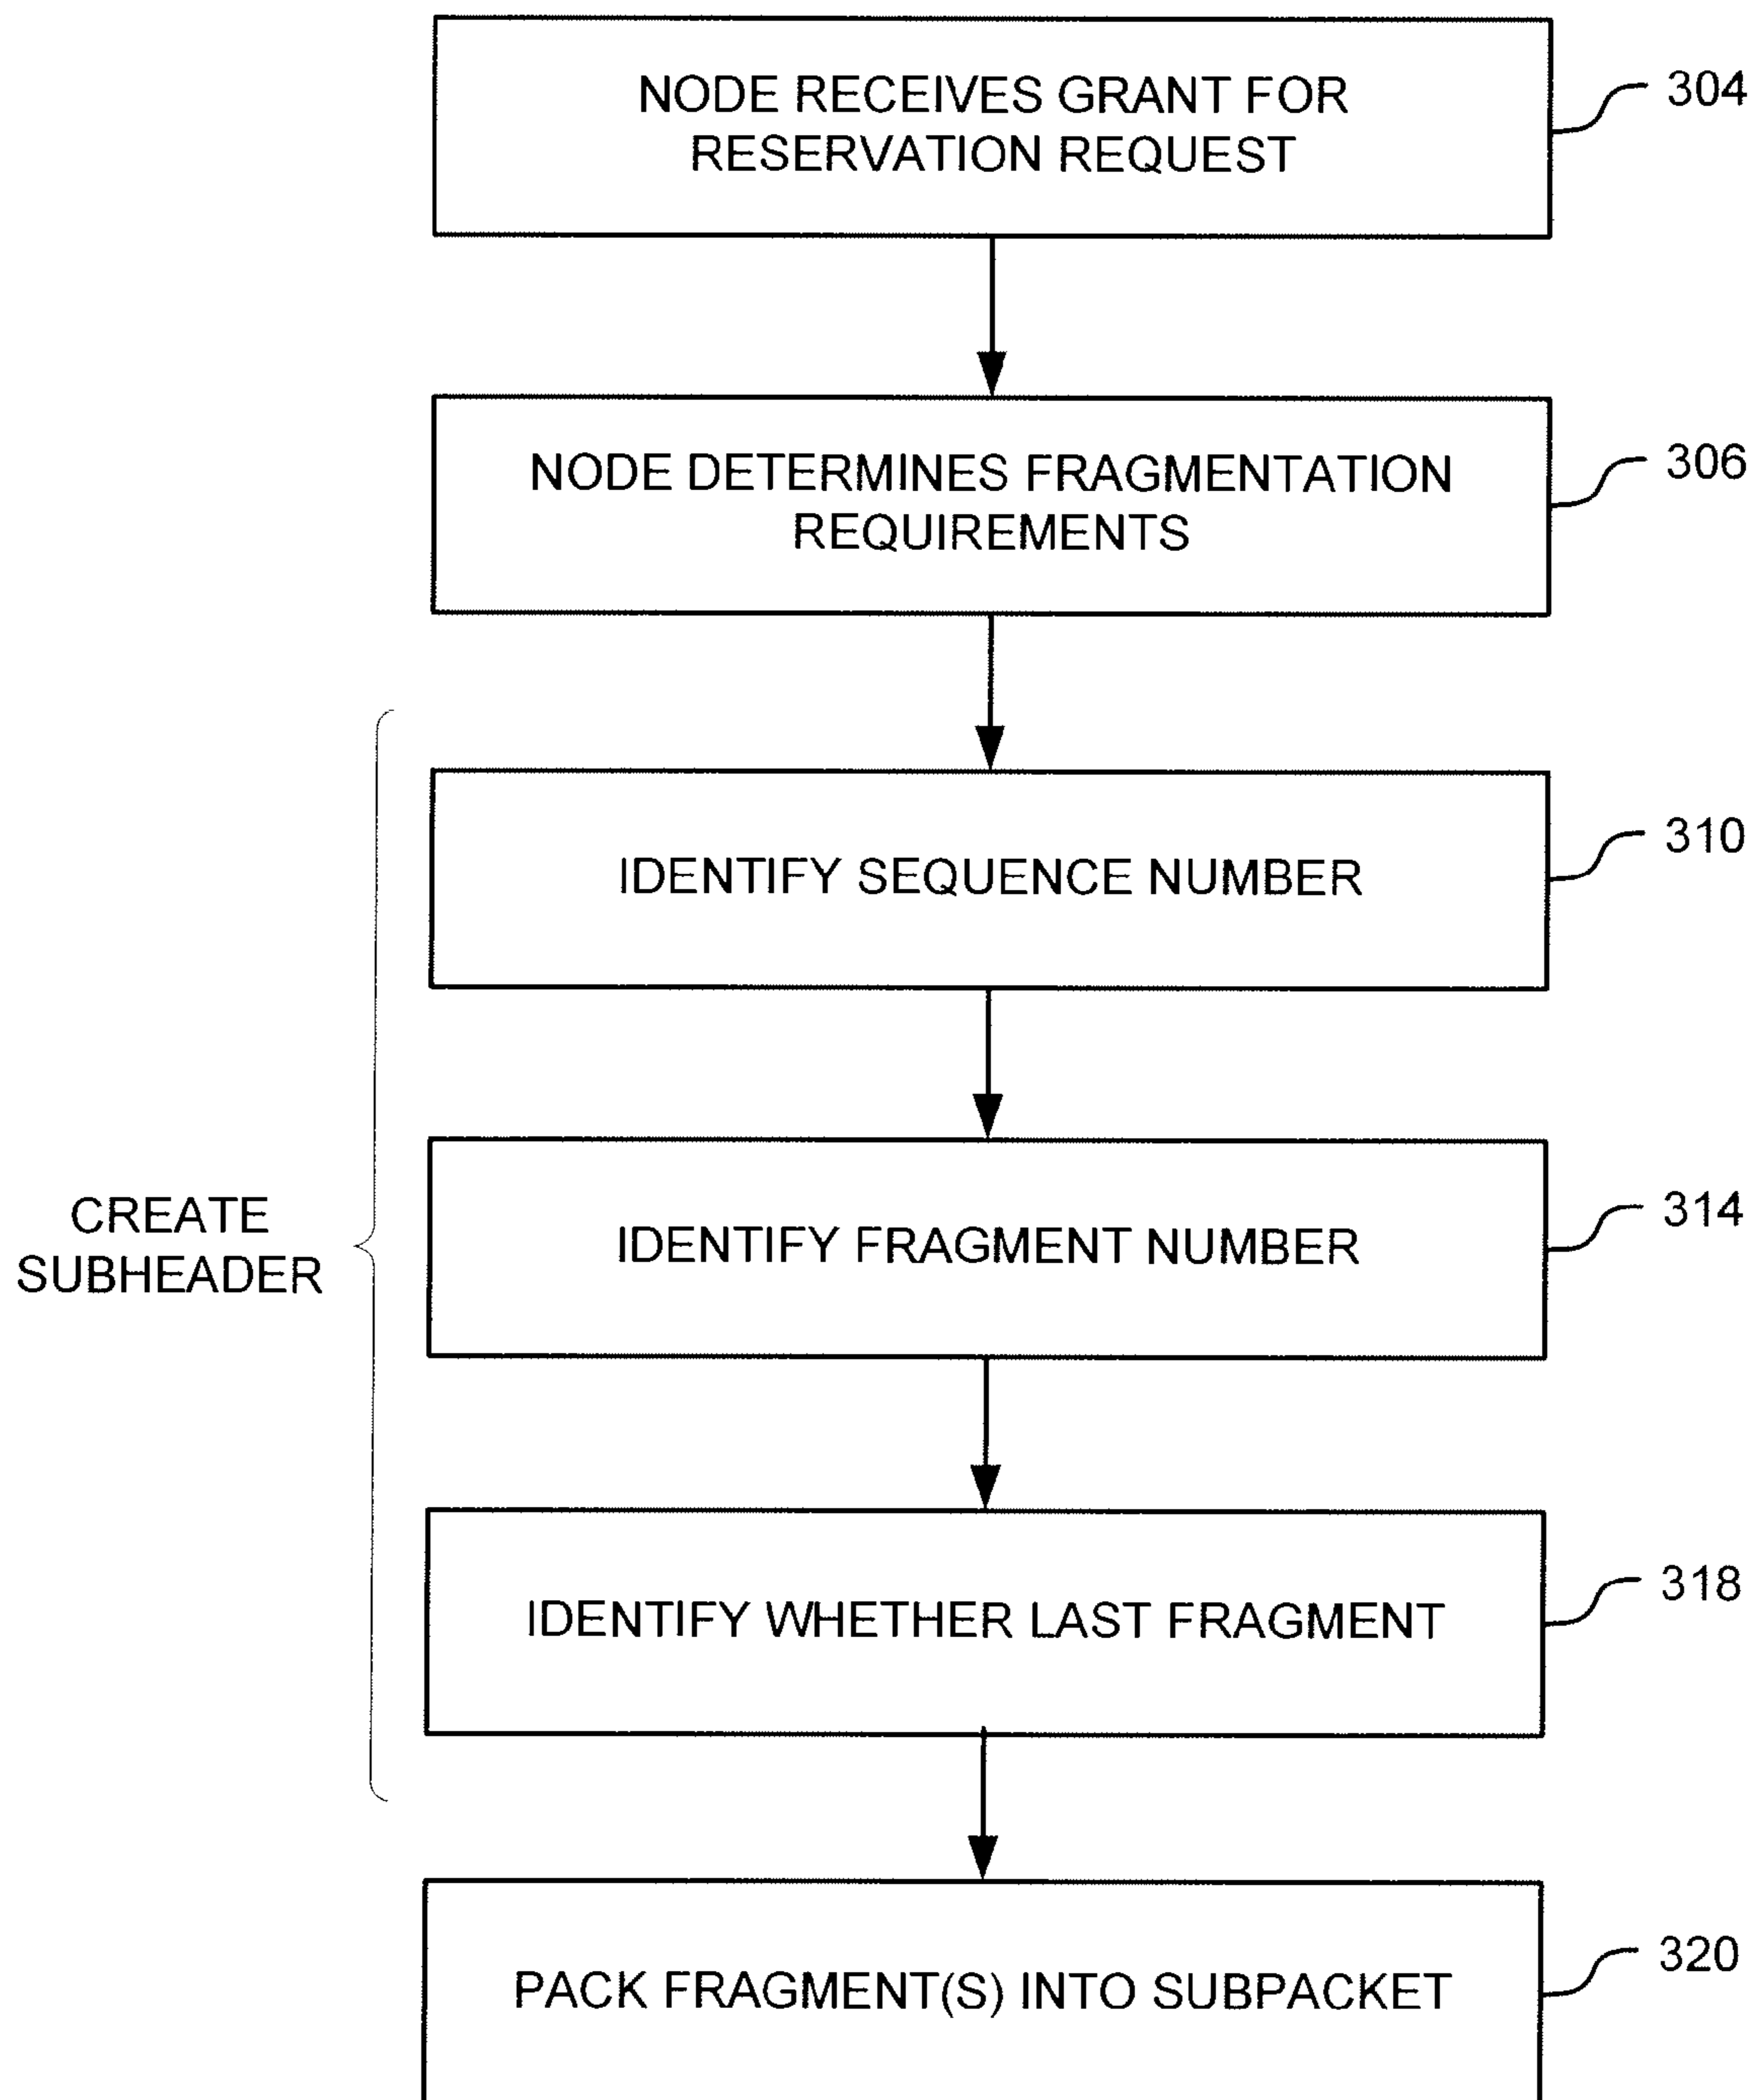 NODE RECEIVES GRANT FOR
RESERVATION REQUEST
304
NODE DETERMINES FRAGMENTATION
REQUIREMENTS
306
CREATE
SUBHEADER
IDENTIFY SEQUENCE NUMBER
310
IDENTIFY FRAGMENT NUMBER
314
IDENTIFY WHETHER LAST FRAGMENT
318
PACK FRAGMENT(S) INTO SUBPACKET
320